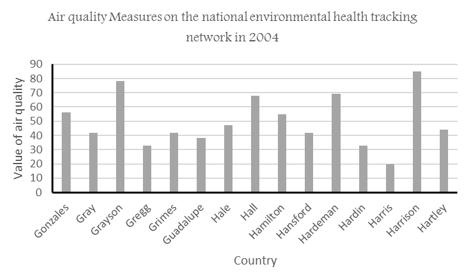 Air quality Measures on the national environmental health tracking
network in 2004
Value of air quality
90
80
70
60
50
40
30
20
10
0
Gonzales
Gray
Grayson
Gregg
Grimes
Guadalupe
Hale
Hall
Hamilton
Hansford
Hardeman
Hardin
Harris
Harrison
Hartley
Country